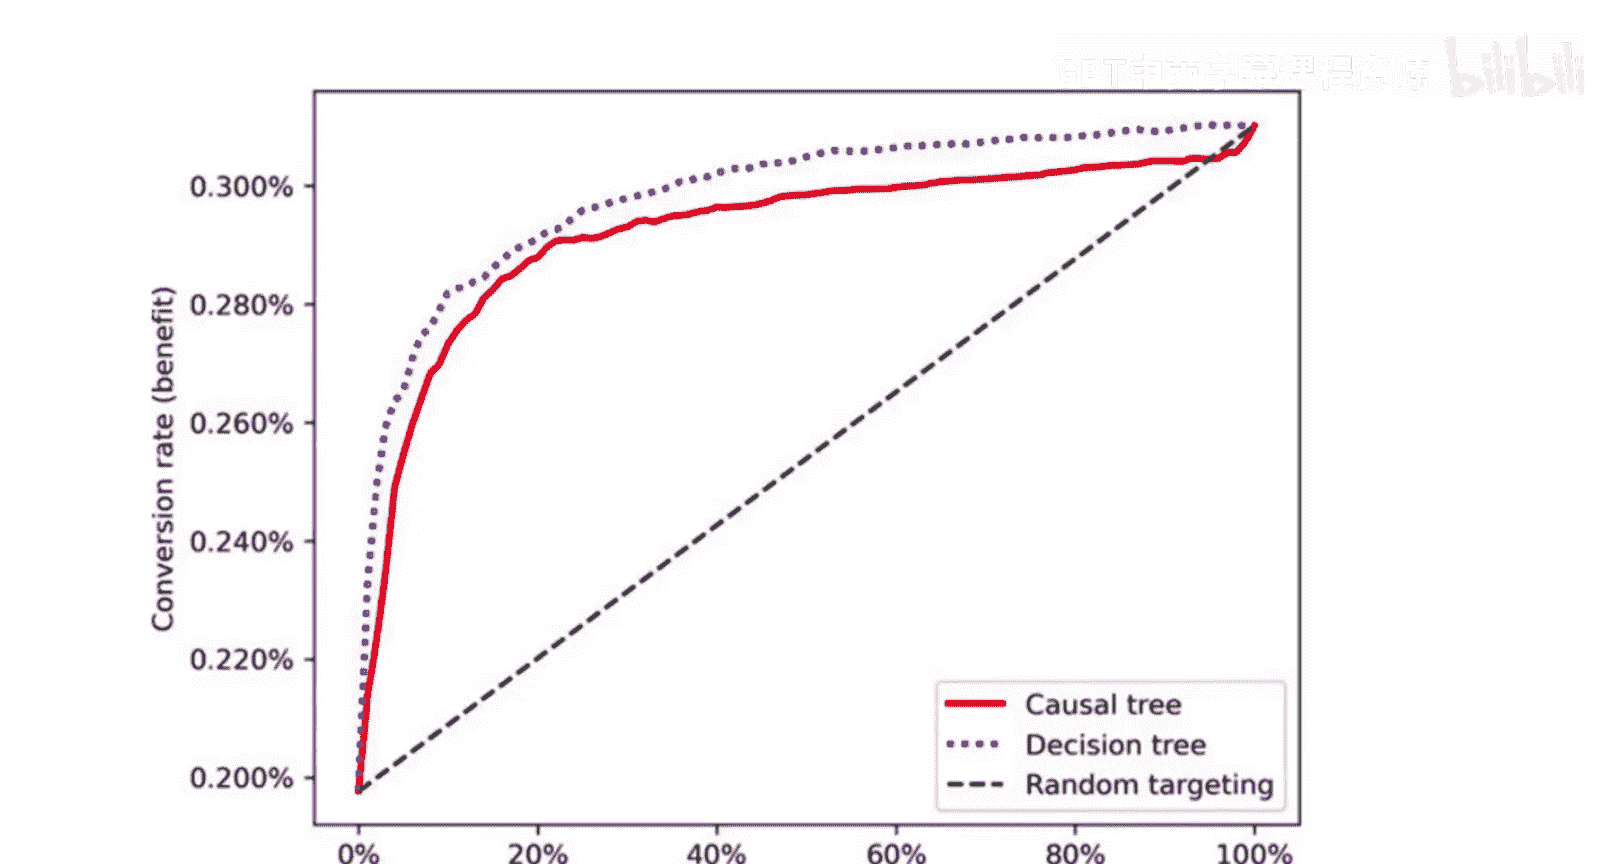 bilibili
0.300%
0.280%
0.260%
0.240%
0.220%
0.200%
Conversion rate (benefit)
Causal tree
Decision tree
Random targeting
0% 20% 40% 60% 80% 100%